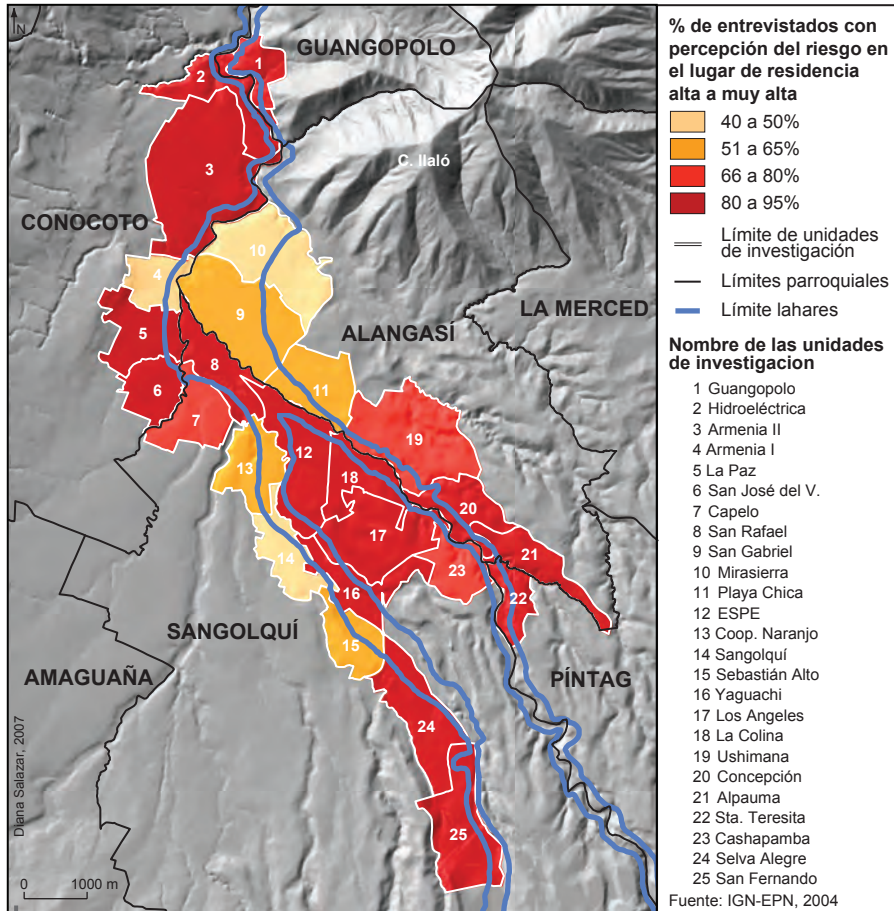 N
GUANGOPOLO
1
2
3
C. Ilaló
CONOCOTO
10
4
9
LA MERCED
ALANGASÍ
5
8
6
11
7
19
12
13
18
20
17
21
14
23
22
16
SANGOLQUÍ
15
AMAGUAÑA
PÍNTAG
24
25
Diana Salazar, 2007
0 1000 m
% de entrevistados con
percepción del riesgo en
el lugar de residencia
alta a muy alta
40 a 50%
51 a 65%
66 a 80%
80 a 95%
Límite de unidades
de investigación
Límites parroquiales
Límite lahares
Nombre de las unidades
de investigacion
1 Guangopolo
2 Hidroeléctrica
3 Armenia II
4 Armenia I
5 La Paz
6 San José del V.
7 Capelo
8 San Rafael
9 San Gabriel
10 Mirasierra
11 Playa Chica
12 ESPE
13 Coop. Naranjo
14 Sangolquí
15 Sebastián Alto
16 Yaguachi
17 Los Angeles
18 La Colina
19 Ushimana
20 Concepción
21 Alpauma
22 Sta. Teresita
23 Cashapamba
24 Selva Alegre
25 San Fernando
Fuente: IGN-EPN, 2004